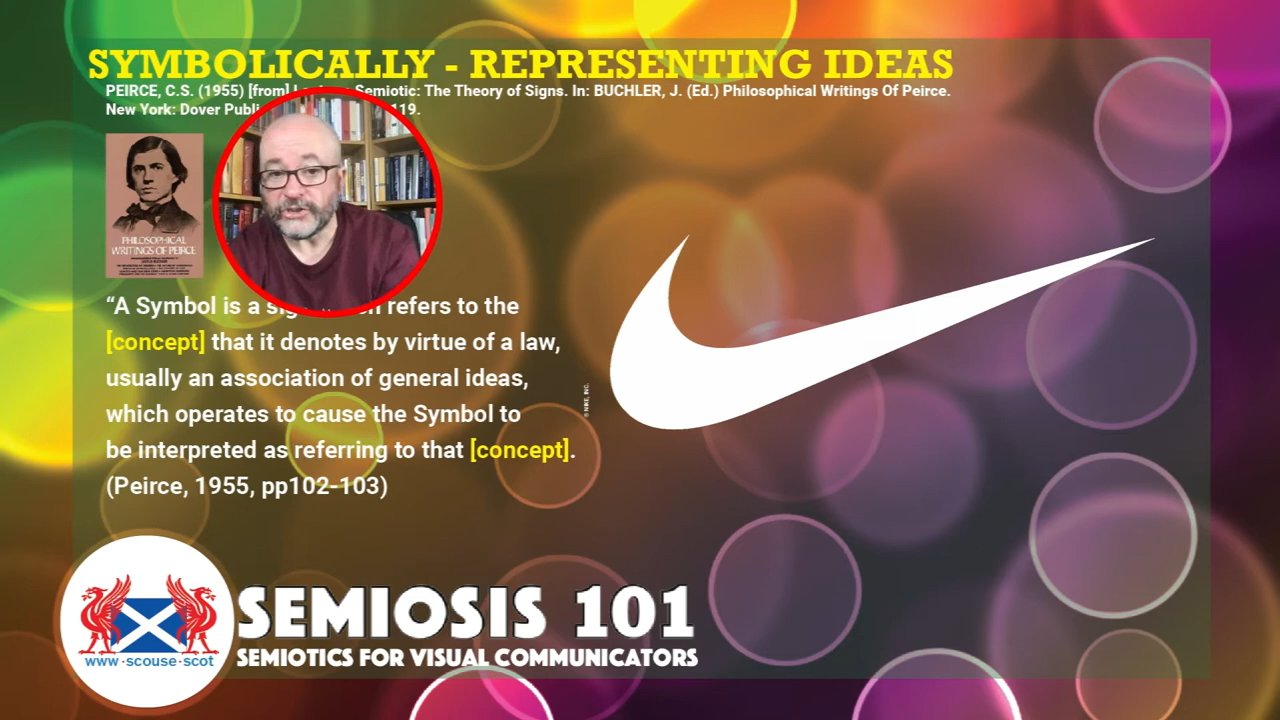 SYMBOLICALLY - REPRESENTING IDEAS
PEIRCE, C.S. (1955) [from] Semiotic: The Theory of Signs. In: BUCHLER, J. (Ed.) Philosophical Writings Of Peirce.
New York: Dover 119.
PHILOSOPHICAL
WRITINGS OF PEIRCE
“A Symbol is a refers to the
[concept] that it denotes by virtue of a law,
usually an association of general ideas,
which operates to cause the Symbol to
be interpreted as referring to that [concept].
(Peirce, 1955, pp102-103)
© NIKE, INC.
SEMIOSIS 101
SEMIOTICS FOR VISUAL COMMUNICATORS
www·scouse·scot